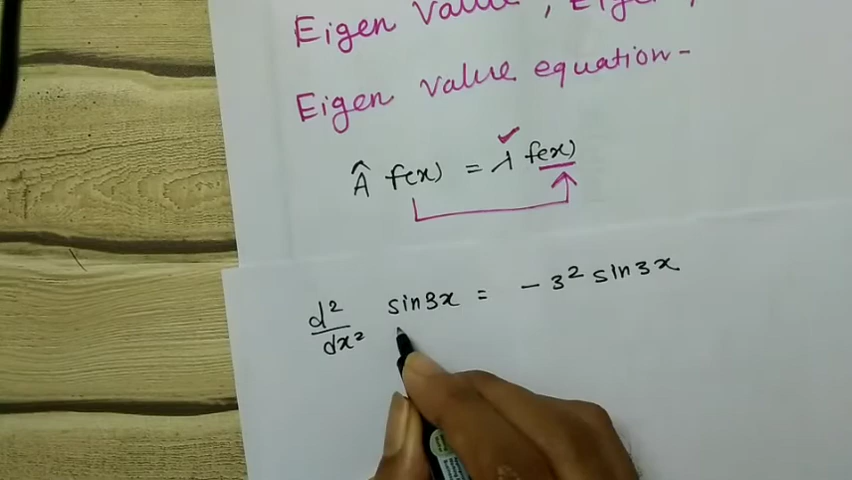 Eigen Value,
Eigen value equation-
Â f(x) = λ f(x)
d²/dx² sin3x = - 3² sin3x